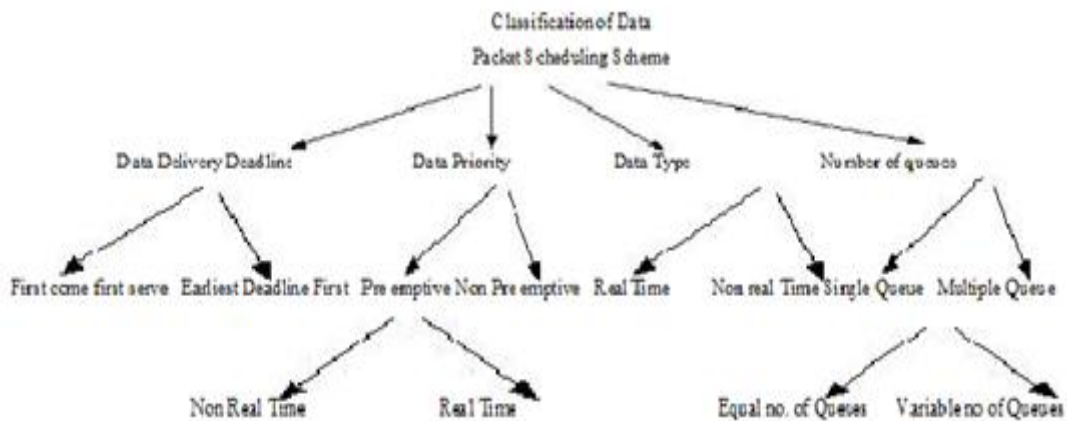 Classification of Data
Packet Scheduling Scheme
Data Delivery Deadline Data Priority Data Type Number of queues
First come first serve Earliest Deadline First Pre emptive Non Pre emptive Real Time Non real Time Single Queue Multiple Queue
Non Real Time Real Time Equal no. of Queues Variable no of Queues